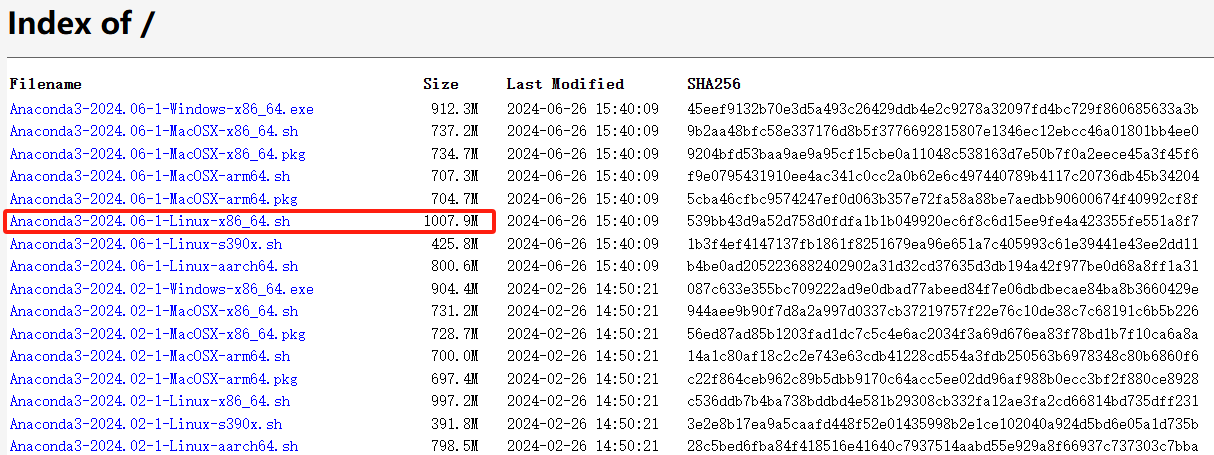 Index of /
Filename Size Last Modified SHA256
Anaconda3-2024.06-1-Windows-x86_64.exe 912.3M 2024-06-26 15:40:09 45eef9132b70e3d5a493c26429ddb4e2c9278a32097fd4bc729f860685633a3b
Anaconda3-2024.06-1-MacOSX-x86_64.sh 737.2M 2024-06-26 15:40:09 9b2aa48bfc58e337176d8b5f3776692815807e1346ec12ebcc46a01801bb4ee0
Anaconda3-2024.06-1-MacOSX-x86_64.pkg 734.7M 2024-06-26 15:40:09 9204bfd53baa9ae9a95cf15cbe0a11048c538163d7e50b7f0a2eece45a3f45f6
Anaconda3-2024.06-1-MacOSX-arm64.sh 707.3M 2024-06-26 15:40:09 f9e0795431910ee4ac341c0cc2a0b62e6c497440789b4117c20736db45b34204
Anaconda3-2024.06-1-MacOSX-arm64.pkg 704.7M 2024-06-26 15:40:09 5cba46cfbc9574247ef0d063b357e72fa58a88be7aedbb90600674f40992cf8f
Anaconda3-2024.06-1-Linux-x86_64.sh 1007.9M 2024-06-26 15:40:09 539bb43d9a52d758d0fdfa1b1b049920ec6f8c6d15ee9fe4a423355fe551a8f7
Anaconda3-2024.06-1-Linux-s390x.sh 425.8M 2024-06-26 15:40:09 1b3f4ef4147137fb1861f8251679ea96e651a7c405993c61e39441e43ee2dd11
Anaconda3-2024.06-1-Linux-aarch64.sh 800.6M 2024-06-26 15:40:09 b4be0ad2052236882402902a31d32cd37635d3db194a42f977be0d68a8ff1a31
Anaconda3-2024.02-1-Windows-x86_64.exe 904.4M 2024-02-26 14:50:21 087c633e355bc709222ad9e0dbad77abeed84f7e06dbdbecae84ba8b3660429e
Anaconda3-2024.02-1-MacOSX-x86_64.sh 731.2M 2024-02-26 14:50:21 944aee9b90f7d8a2a997d0337cb37219757f22e76c10de38c7c68191c6b5b226
Anaconda3-2024.02-1-MacOSX-x86_64.pkg 728.7M 2024-02-26 14:50:21 56ed87ad85b1203fad1dc7c5c4e6ac2034f3a69d676ea83f78bd1b7f10ca6a8a
Anaconda3-2024.02-1-MacOSX-arm64.sh 700.0M 2024-02-26 14:50:21 14a1c80af18c2c2e743e63cdb41228cd554a3fdb250563b6978348c80b6860f6
Anaconda3-2024.02-1-MacOSX-arm64.pkg 697.4M 2024-02-26 14:50:21 c22f864ceb962c89b5dbb9170c64acc5ee02dd96af988b0ecc3bf2f880ce8928
Anaconda3-2024.02-1-Linux-x86_64.sh 997.2M 2024-02-26 14:50:21 c536ddb7b4ba738bddbd4e581b29308cb332fa12ae3fa2cd66814bd735dff231
Anaconda3-2024.02-1-Linux-s390x.sh 391.8M 2024-02-26 14:50:21 3e2e8b17ea9a5caafd448f52e01435998b2e1ce102040a924d5bd6e05a1d735b
Anaconda3-2024.02-1-Linux-aarch64.sh 798.5M 2024-02-26 14:50:21 28c5bed6fba84f418516e41640c7937514aabd55e929a8f66937c737303c7bba